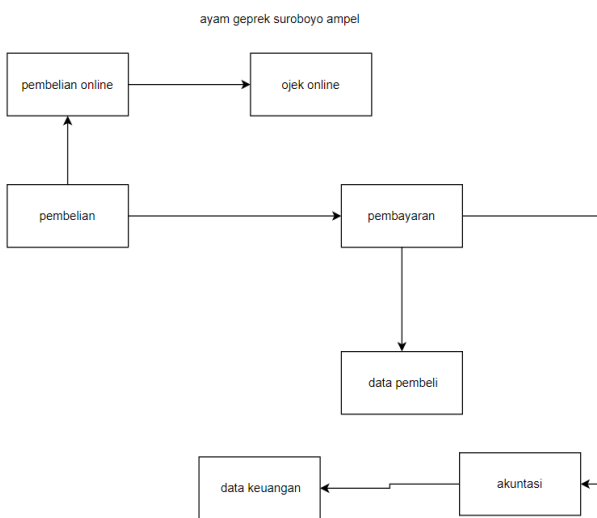 ayam geprek suroboyo ampel
pembelian online
ojek online
pembelian
pembayaran
data pembeli
data keuangan
akuntasi